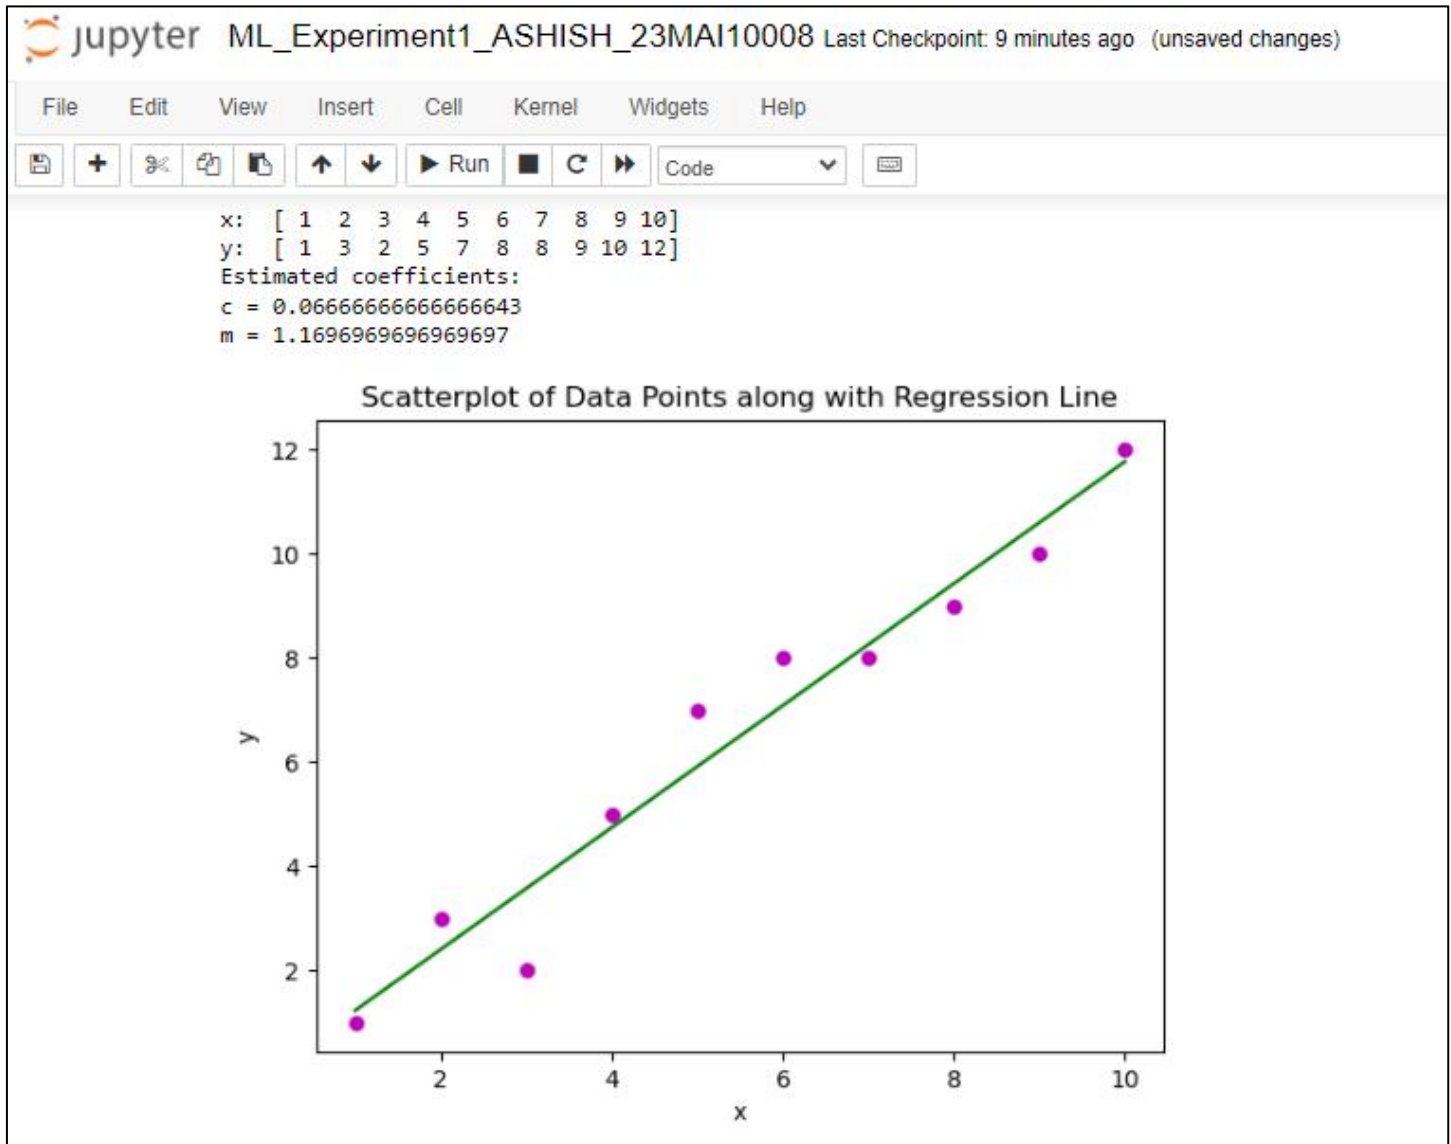 jupyter ML_Experiment1_ASHISH_23MAI10008 Last Checkpoint: 9 minutes ago (unsaved changes)
File Edit View Insert Cell Kernel Widgets Help
Run Code
x: [ 1 2 3 4 5 6 7 8 9 10]
y: [ 1 3 2 5 7 8 8 9 10 12]
Estimated coefficients:
c = 0.06666666666666643
m = 1.1696969696969697
Scatterplot of Data Points along with Regression Line
12
10
8
y
6
4
2
2 4 6 8 10
x